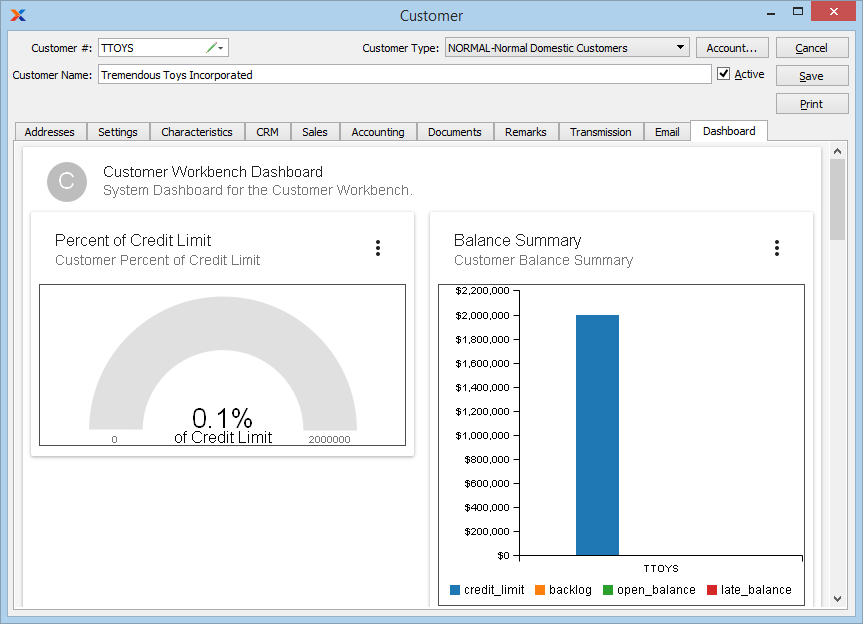 Customer
Customer #: TTOYS Customer Type: NORMAL-Normal Domestic Customers Account... Cancel
Customer Name: Tremendous Toys Incorporated Active Save
Print
Addresses Settings Characteristics CRM Sales Accounting Documents Remarks Transmission Email Dashboard
C
Customer Workbench Dashboard
System Dashboard for the Customer Workbench.
Percent of Credit Limit
Customer Percent of Credit Limit
0.1%
of Credit Limit
0 2000000
Balance Summary
Customer Balance Summary
$2,200,000
$2,000,000
$1,800,000
$1,600,000
$1,400,000
$1,200,000
$1,000,000
$800,000
$600,000
$400,000
$200,000
$0
TTOYS
credit_limit backlog open_balance late_balance